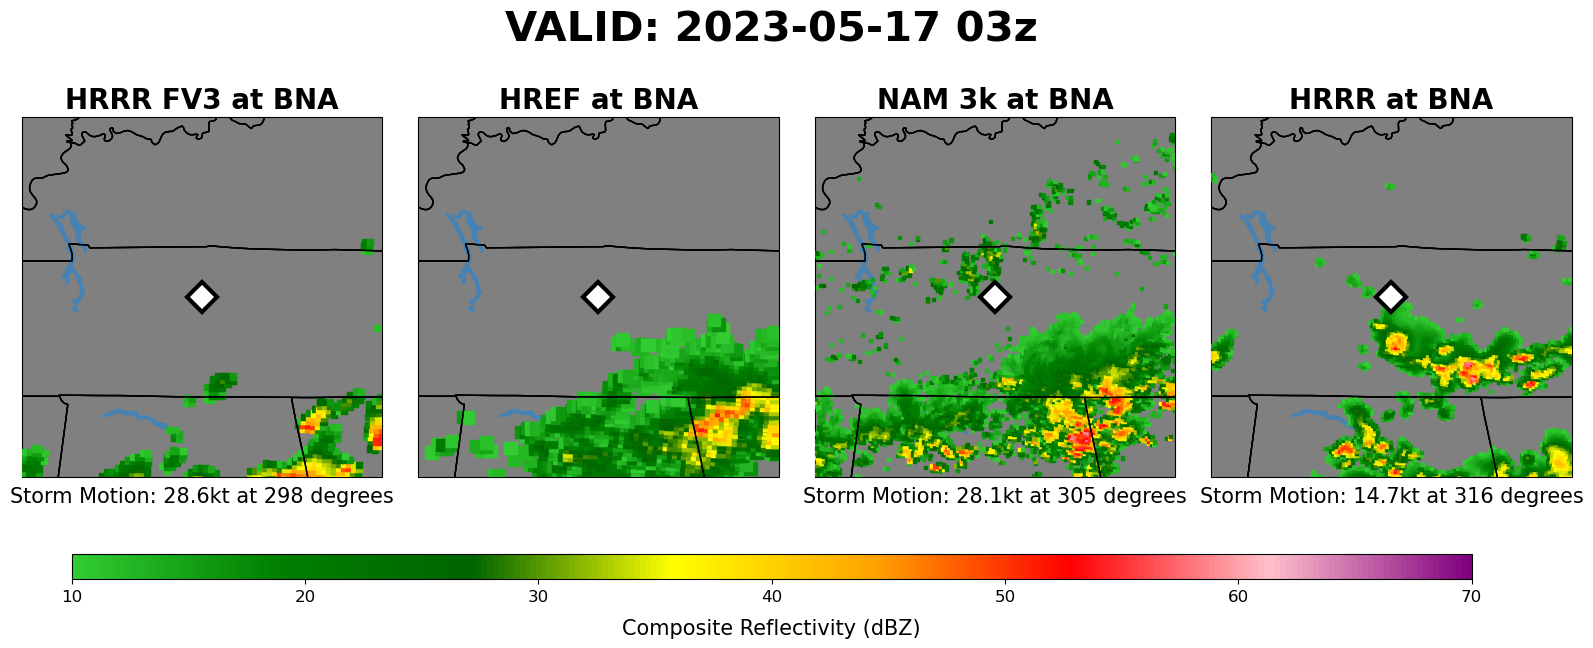 VALID: 2023-05-17 03z
HRRR FV3 at BNA
HREF at BNA
NAM 3k at BNA
HRRR at BNA
Storm Motion: 28.6kt at 298 degrees
Storm Motion: 28.1kt at 305 degrees
Storm Motion: 14.7kt at 316 degrees
10 20 30 40 50 60 70
Composite Reflectivity (dBZ)